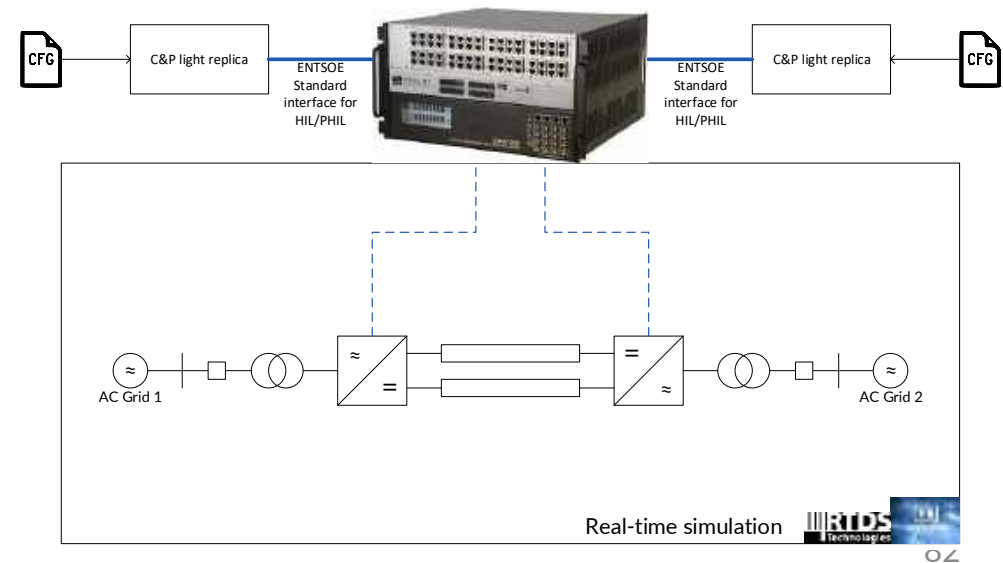 CFG
C&P light replica
ENTSOE
Standard
interface for
HIL/PHIL
ENTSOE
Standard
interface for
HIL/PHIL
C&P light replica
CFG
≈
AC Grid 1
≈
=
=
≈
≈
AC Grid 2
Real-time simulation
RTDS
Technologies
62